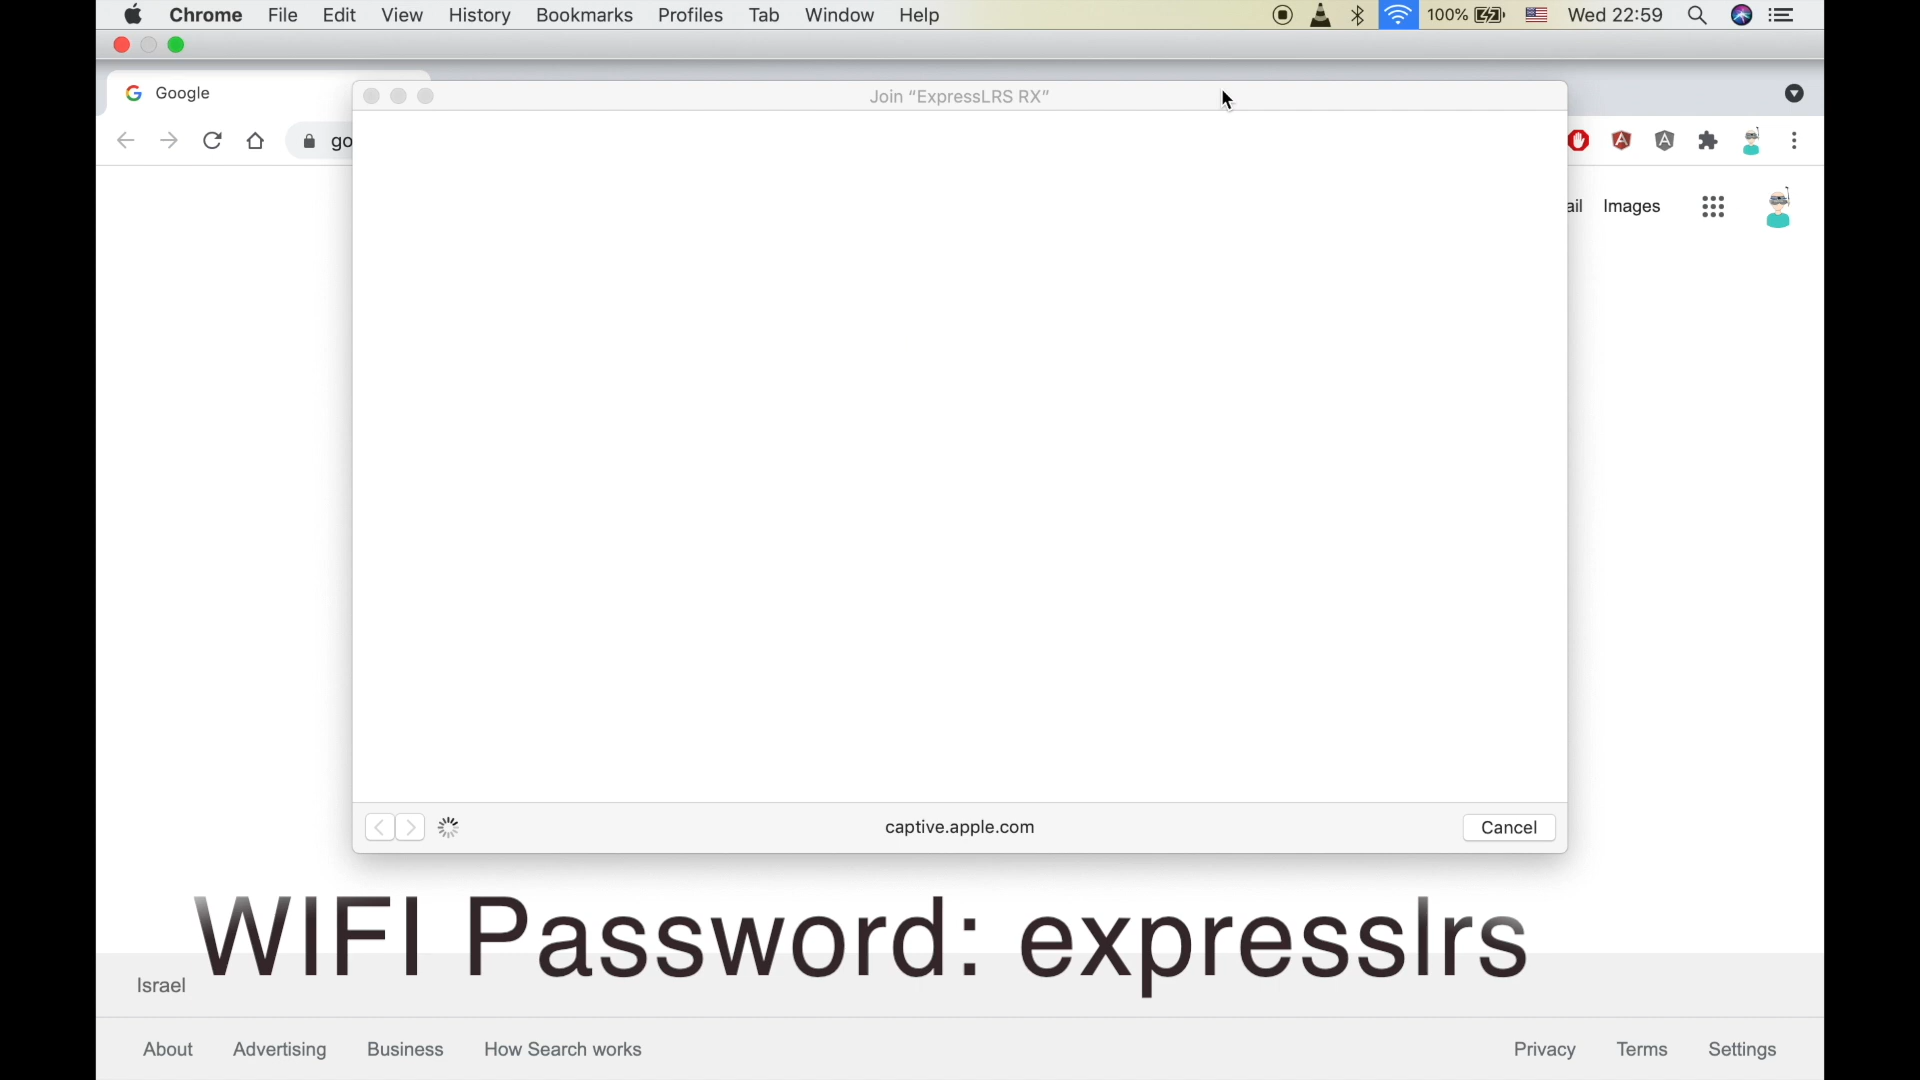 Chrome File Edit View History Bookmarks Profiles Tab Window Help 100% Wed 22:59
Google
Join “ExpressLRS RX”
go
ail Images
captive.apple.com
Cancel
WIFI Password: expresslrs
Israel
About Advertising Business How Search works Privacy Terms Settings